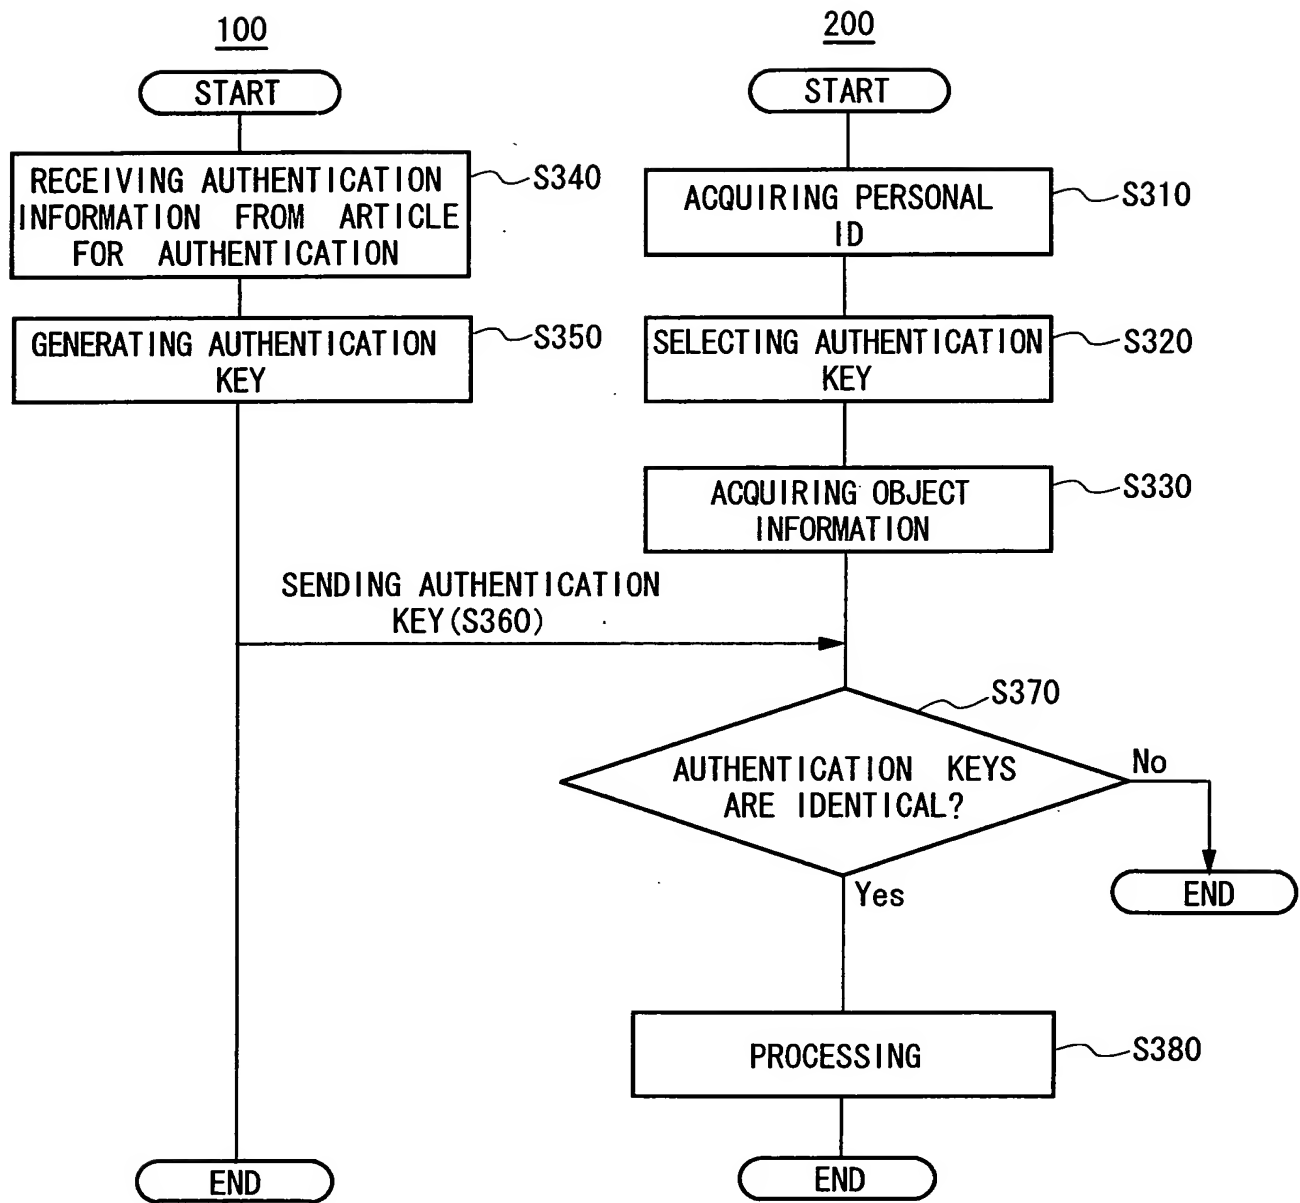 100
START
RECEIVING AUTHENTICATION
INFORMATION FROM ARTICLE
FOR AUTHENTICATION
S340
GENERATING AUTHENTICATION
KEY
S350
SENDING AUTHENTICATION
KEY(S360)
END
200
START
ACQUIRING PERSONAL
ID
S310
SELECTING AUTHENTICATION
KEY
S320
ACQUIRING OBJECT
INFORMATION
S330
S370
AUTHENTICATION KEYS
ARE IDENTICAL?
No
END
Yes
PROCESSING
S380
END